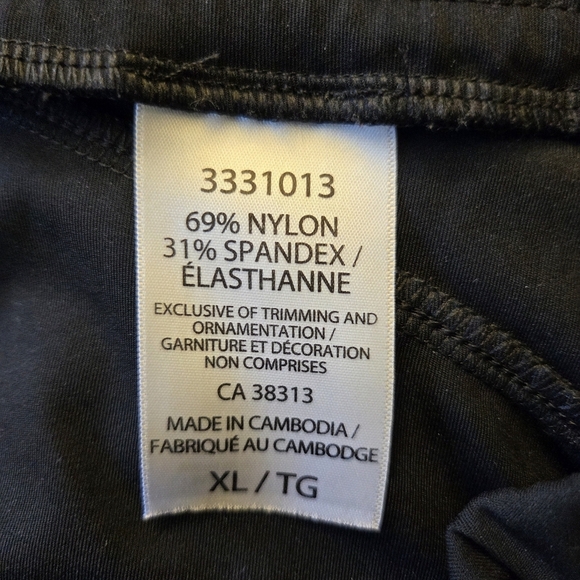 3331013
69% NYLON
31% SPANDEX /
ÉLASTHANNE
EXCLUSIVE OF TRIMMING AND
ORNAMENTATION /
GARNITURE ET DÉCORATION
NON COMPRISES
CA 38313
MADE IN CAMBODIA /
FABRIQUÉ AU CAMBODGE
XL / TG